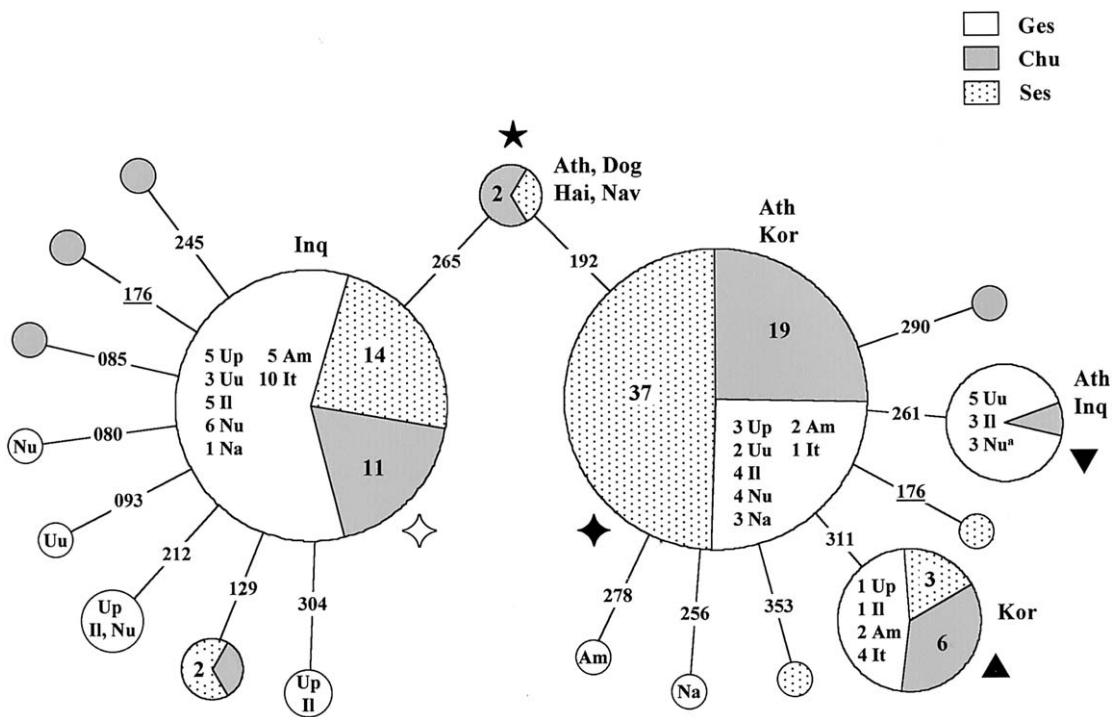 Ges
Chu
Ses
2
Ath, Dog
Hai, Nav
265
192
245
176
085
080
Nu
093
Uu
212
Up
Il, Nu
129
2
304
Up
Il
Inq
5 Up 5 Am
3 Uu 10 It
5 Il
6 Nu
1 Na
14
11
Ath
Kor
37
19
3 Up 2 Am
2 Uu 1 It
4 Il
4 Nu
3 Na
290
261
5 Uu
3 Il
3 Nuᵃ
Ath
Inq
176
311
1 Up
1 Il
2 Am
4 It
3
6
Kor
278
Am
256
Na
353